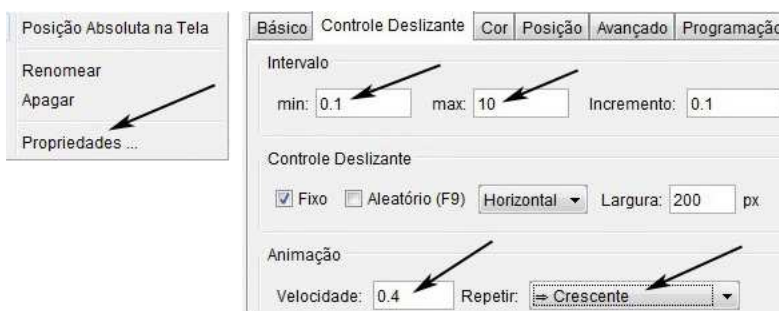 Posição Absoluta na Tela
Renomear
Apagar
Propriedades ...
Básico Controle Deslizante Cor Posição Avançado Programação
Intervalo
min: 0.1 max: 10 Incremento: 0.1
Controle Deslizante
Fixo Aleatório (F9) Horizontal Largura: 200 px
Animação
Velocidade: 0.4 Repetir: ⇒ Crescente